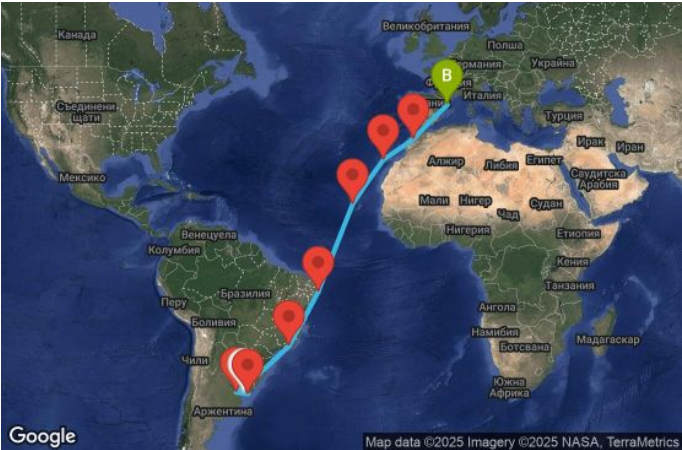 Канада
Великобритания
Полша
Германия
Украйна
B
Италия
Съединени
щати
Турция
Ирак
Иран
Алжир
Либия
Египет
Саудитска
Арабия
Мексико
Мали
Нигер
Чад
Судан
Нигерия
Етиопия
Венецуела
Колумбия
Кения
Танзания
Перу
Бразилия
Ангола
Боливия
Намибия
Ботсвана
Мадагаскар
Чили
Южна
Африка
Аржентина
Google
Map data ©2025 Imagery ©2025 NASA, TerraMetrics